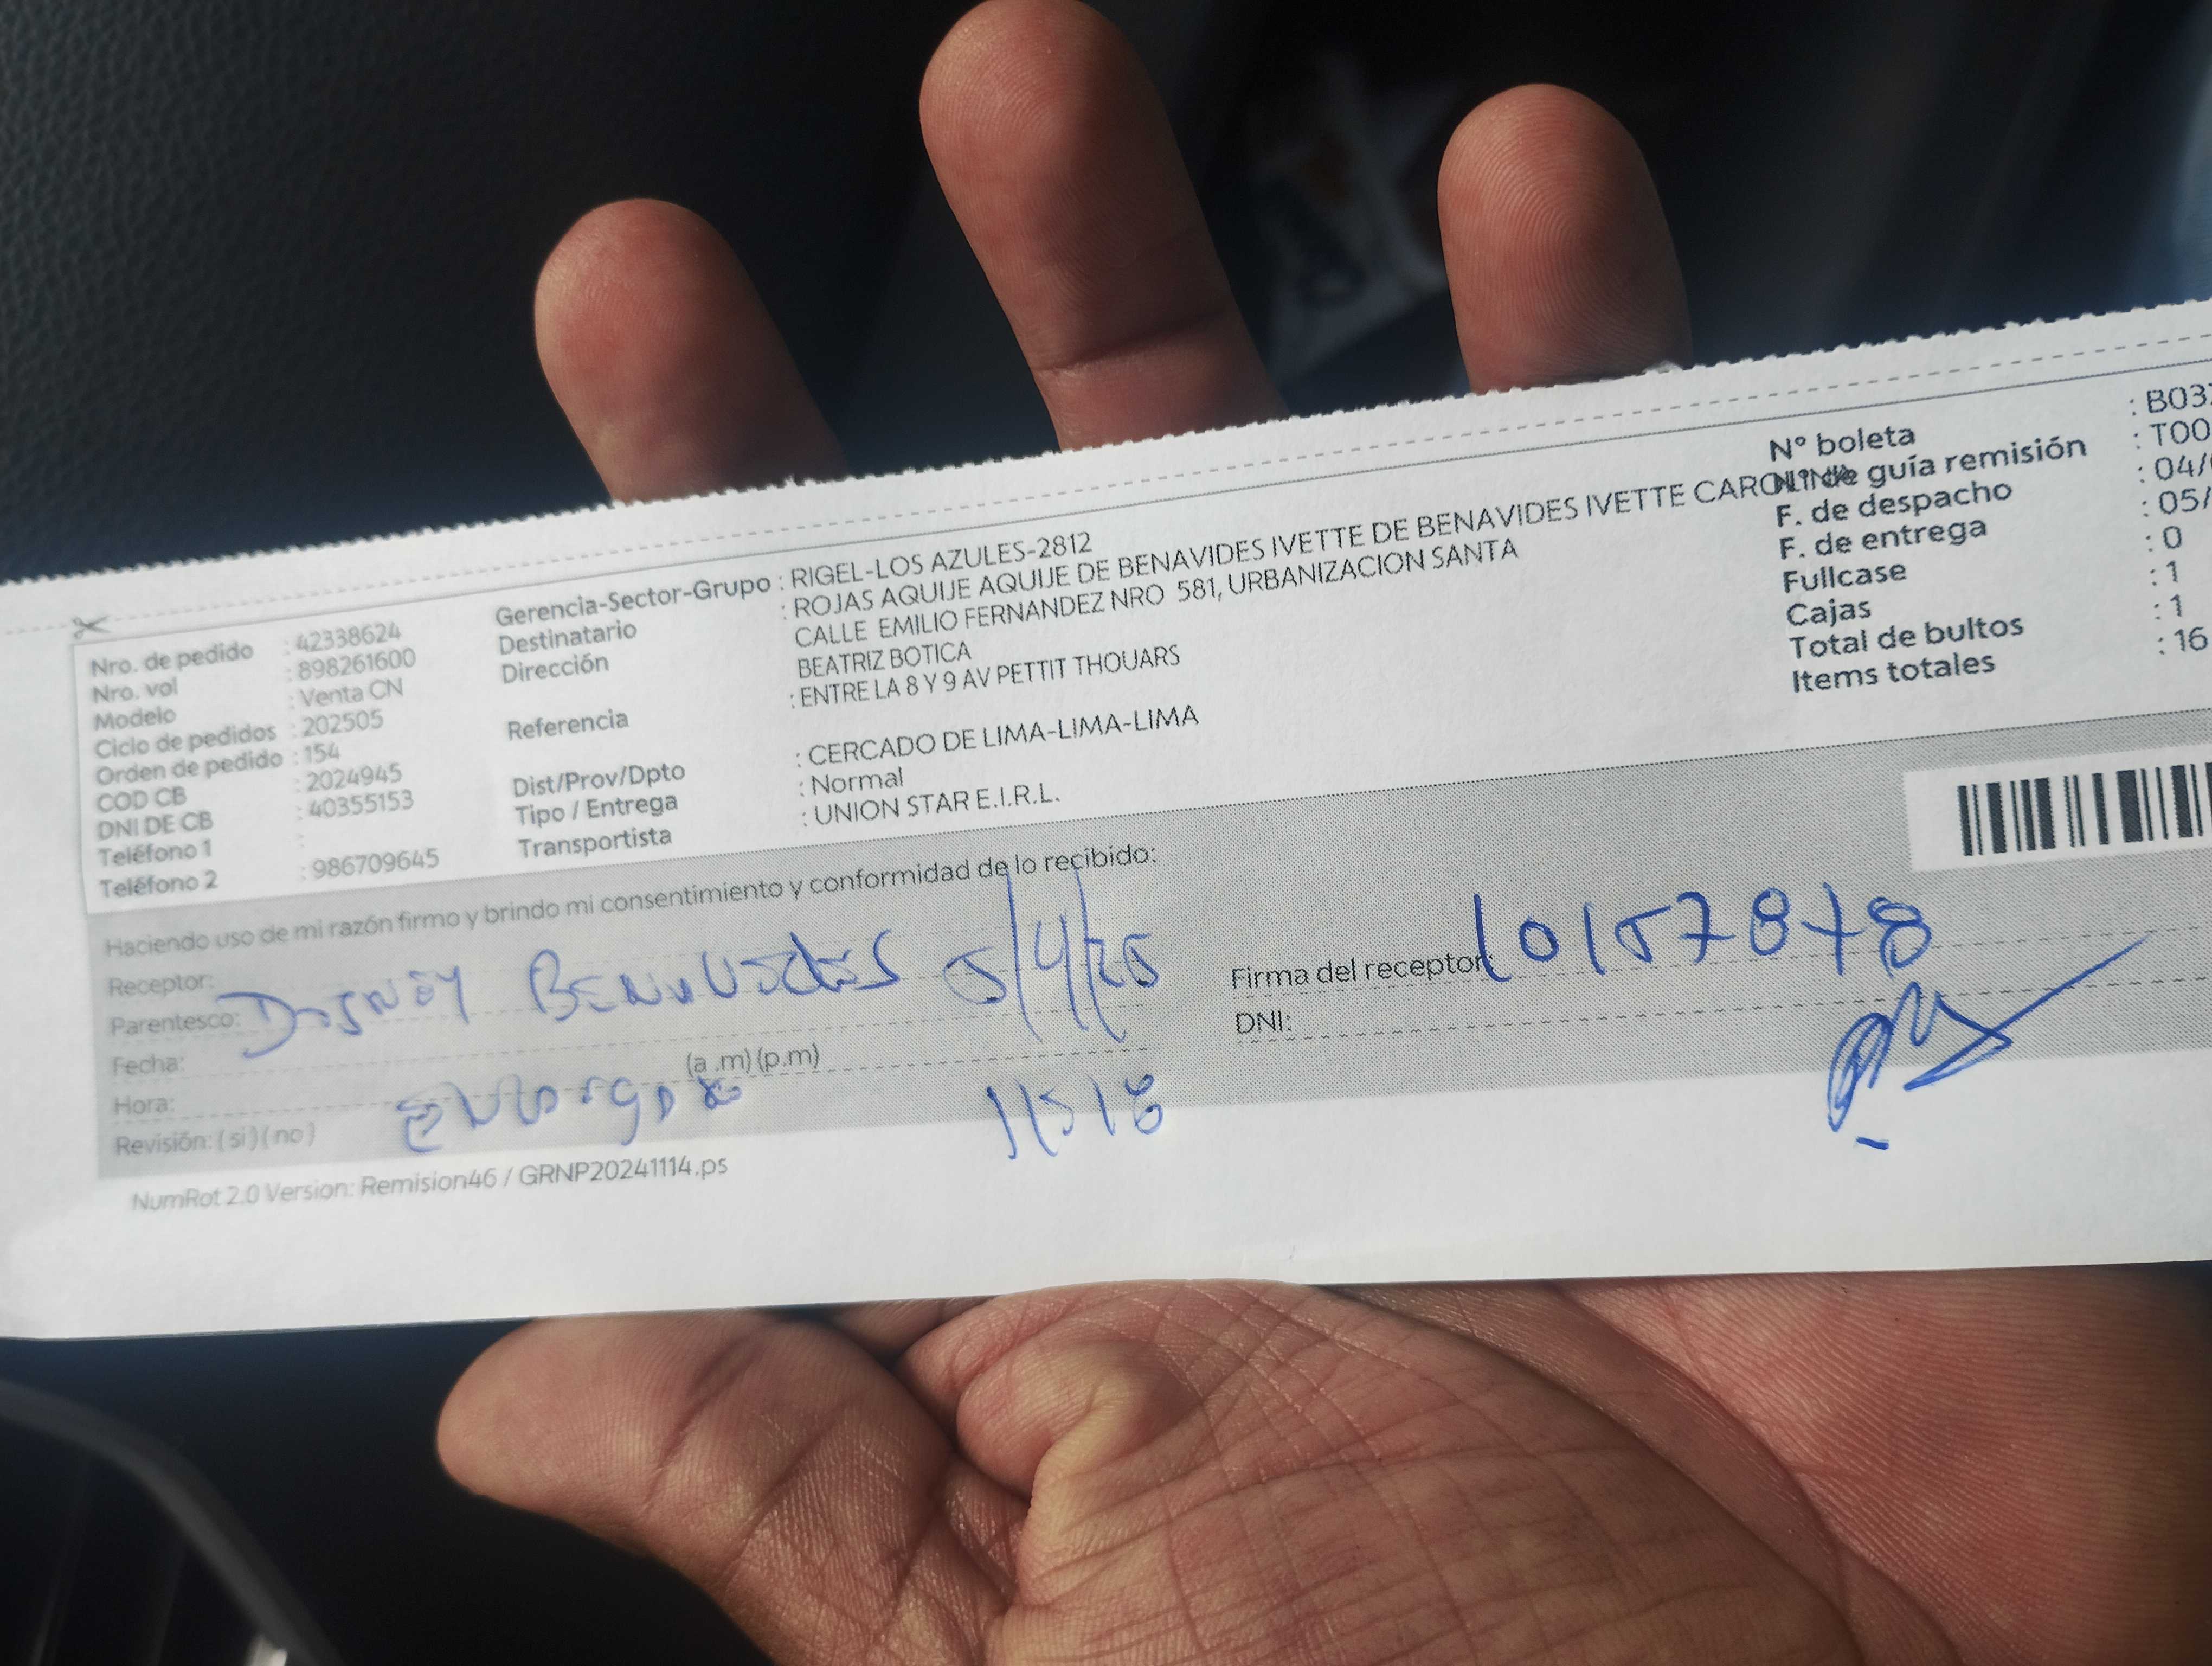 Nro. de pedido : 42338624
Nro. vol : 898261600
Modelo : Venta CN
Ciclo de pedidos : 202505
Orden de pedido : 154
COD CB : 2024945
DNI DE CB : 40355153
Teléfono 1 :
Teléfono 2 : 986709645
Gerencia-Sector-Grupo : RIGEL-LOS AZULES-2812
Destinatario : ROJAS AQUIJE AQUIJE DE BENAVIDES IVETTE DE BENAVIDES IVETTE CAROLINA
Dirección CALLE EMILIO FERNANDEZ NRO 581, URBANIZACION SANTA
BEATRIZ BOTICA
Referencia : ENTRE LA 8 Y 9 AV PETTIT THOUARS
Dist/Prov/Dpto : CERCADO DE LIMA-LIMA-LIMA
Tipo / Entrega : Normal
Transportista : UNION STAR E.I.R.L.
N° boleta : B03
N° de guía remisión : T00
F. de despacho : 04/
F. de entrega : 05/
Fullcase : 0
Cajas : 1
Total de bultos : 1
Items totales : 16
Haciendo uso de mi razón firmo y brindo mi consentimiento y conformidad de lo recibido:
Receptor:
Parentesco: BENAVIDES 5/4/25
Fecha:
Hora: (a .m) (p.m)
Revisión: ( si ) ( no )
Firma del receptor: 10157878
DNI:
NumRot 2.0 Version: Remision46 / GRNP20241114.ps